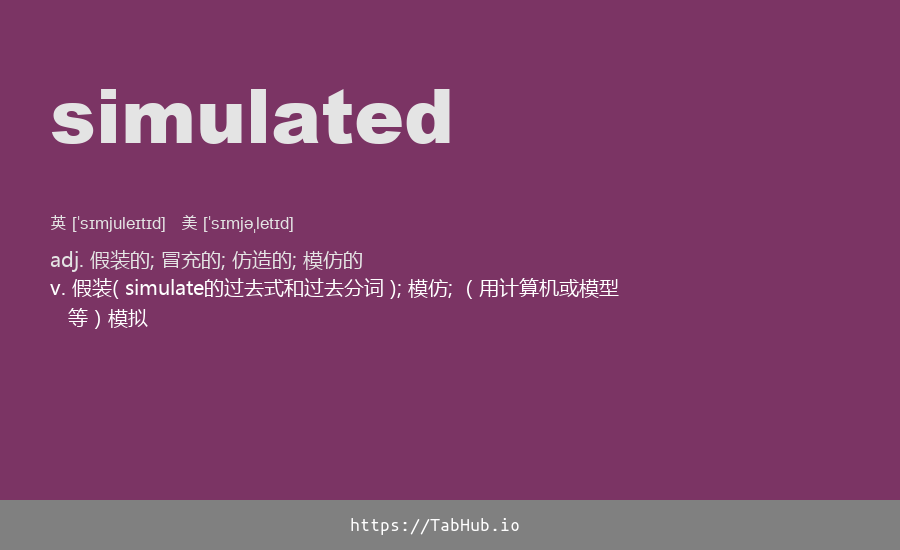 simulated
英 [ˈsɪmjuleɪtɪd] 美 [ˈsɪmjəˌletɪd]
adj. 假装的; 冒充的; 仿造的; 模仿的
v. 假装( simulate的过去式和过去分词 ); 模仿; （用计算机或模型
等）模拟
https://TabHub.io